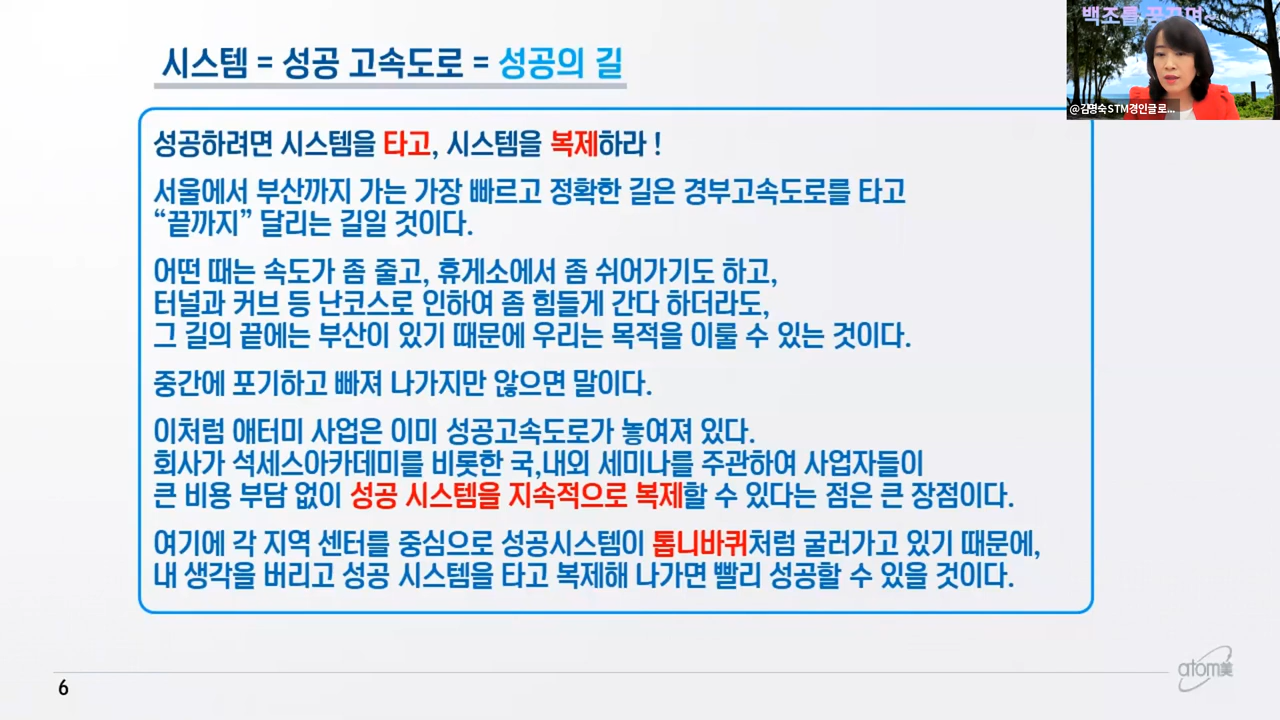 시스템 = 성공 고속도로 = 성공의 길
백조를 꿈꾸며~
@김명숙STM경인글로...
성공하려면 시스템을 타고, 시스템을 복제하라 !
서울에서 부산까지 가는 가장 빠르고 정확한 길은 경부고속도로를 타고
“끝까지” 달리는 길일 것이다.
어떤 때는 속도가 좀 줄고, 휴게소에서 좀 쉬어가기도 하고,
터널과 커브 등 난코스로 인하여 좀 힘들게 간다 하더라도,
그 길의 끝에는 부산이 있기 때문에 우리는 목적을 이룰 수 있는 것이다.
중간에 포기하고 빠져 나가지만 않으면 말이다.
이처럼 애터미 사업은 이미 성공고속도로가 놓여져 있다.
회사가 석세스아카데미를 비롯한 국,내외 세미나를 주관하여 사업자들이
큰 비용 부담 없이 성공 시스템을 지속적으로 복제할 수 있다는 점은 큰 장점이다.
여기에 각 지역 센터를 중심으로 성공시스템이 톱니바퀴처럼 굴러가고 있기 때문에,
내 생각을 버리고 성공 시스템을 타고 복제해 나가면 빨리 성공할 수 있을 것이다.
atom美
6